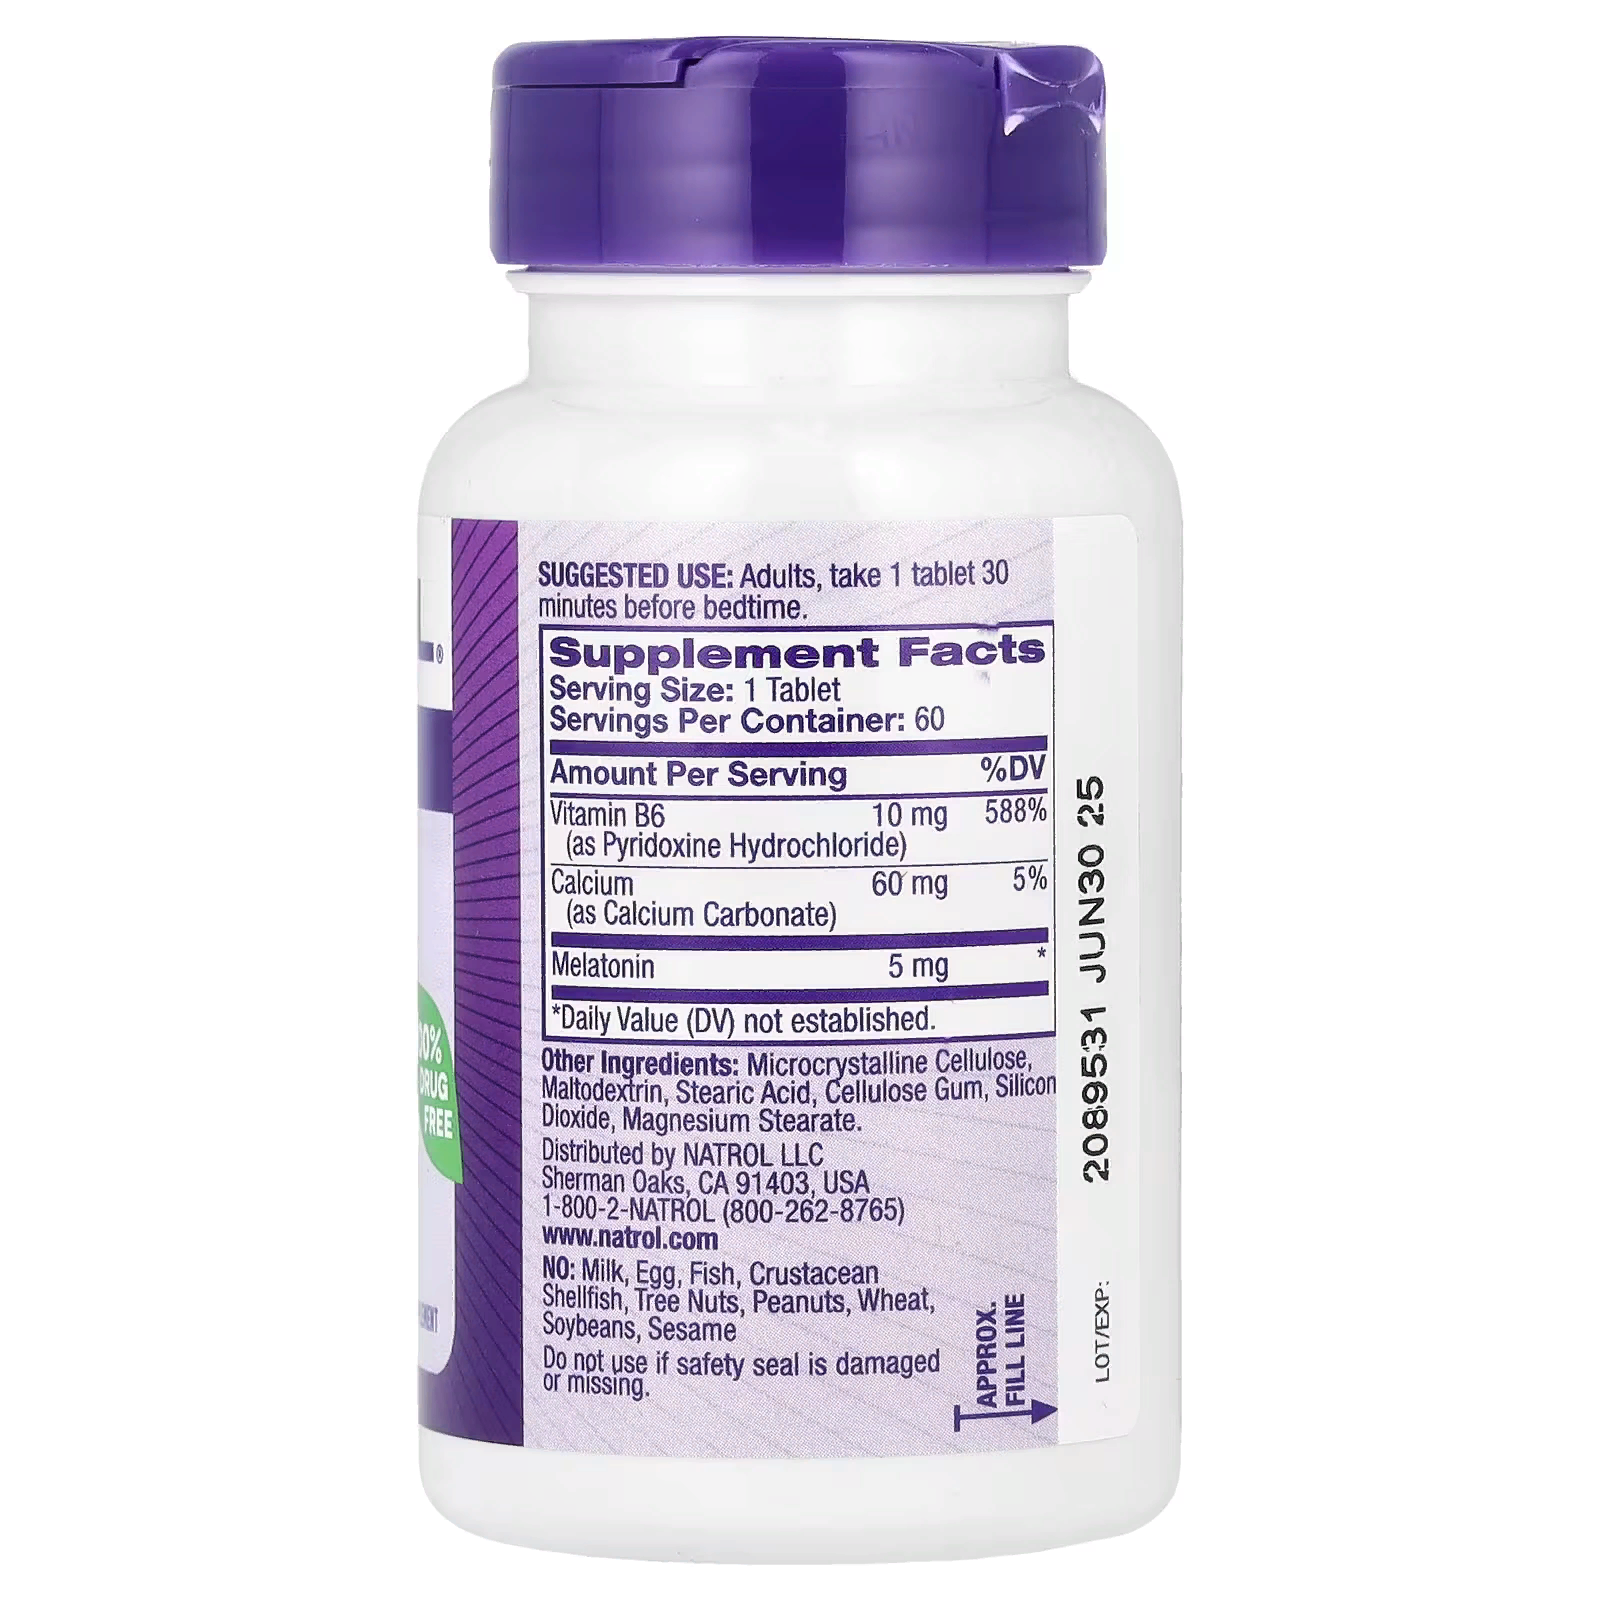 L®
00%
DRUG
FREE
SUGGESTED USE: Adults, take 1 tablet 30
minutes before bedtime.
Supplement Facts
Serving Size: 1 Tablet
Servings Per Container: 60
Amount Per Serving %DV
Vitamin B6 10 mg 588%
(as Pyridoxine Hydrochloride)
Calcium 60 mg 5%
(as Calcium Carbonate)
Melatonin 5 mg *
*Daily Value (DV) not established.
Other Ingredients: Microcrystalline Cellulose,
Maltodextrin, Stearic Acid, Cellulose Gum, Silicon
Dioxide, Magnesium Stearate.
Distributed by NATROL LLC
Sherman Oaks, CA 91403, USA
1-800-2-NATROL (800-262-8765)
www.natrol.com
NO: Milk, Egg, Fish, Crustacean
Shellfish, Tree Nuts, Peanuts, Wheat,
Soybeans, Sesame
Do not use if safety seal is damaged
or missing.
APPROX.
FILL LINE
LOT/EXP:
2089531 JUN30 25